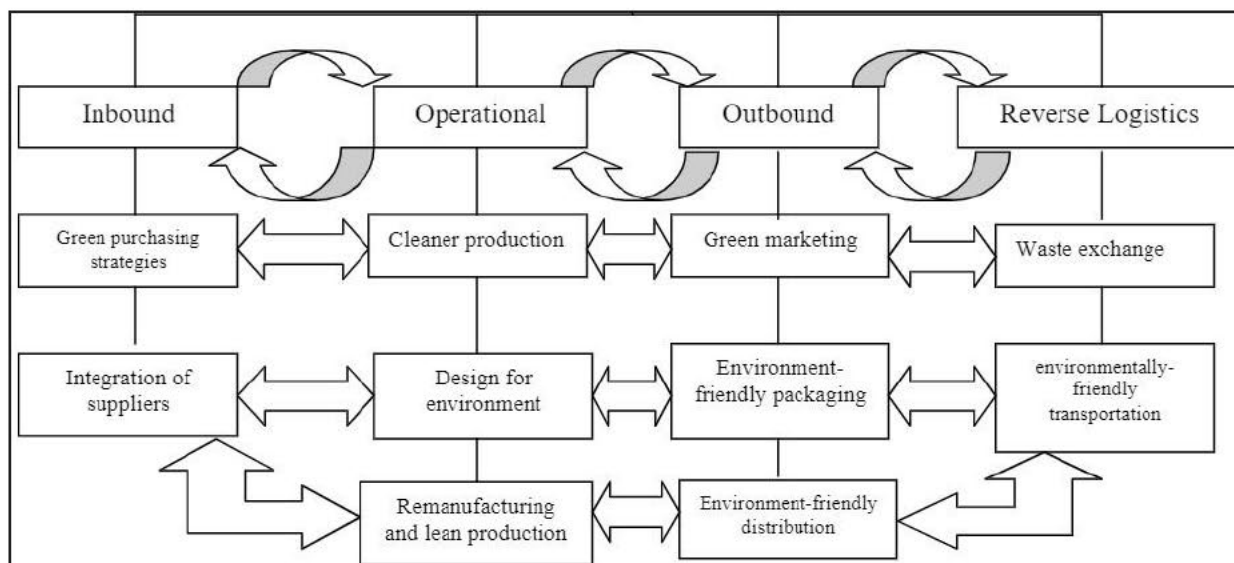 Inbound
Operational
Outbound
Reverse Logistics
Green purchasing
strategies
Cleaner production
Green marketing
Waste exchange
Integration of
suppliers
Design for
environment
Environment-
friendly packaging
environmentally-
friendly
transportation
Remanufacturing
and lean production
Environment-friendly
distribution